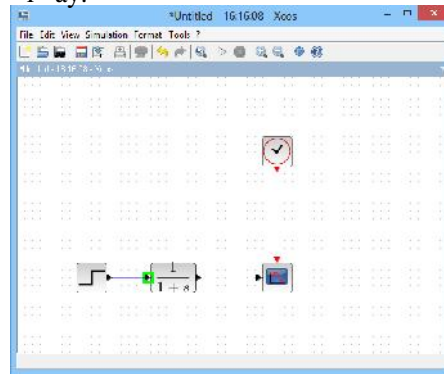 *Untitled 16:16:08 Xcos
File Edit View Simulation Format Tools ?
1
1 + s